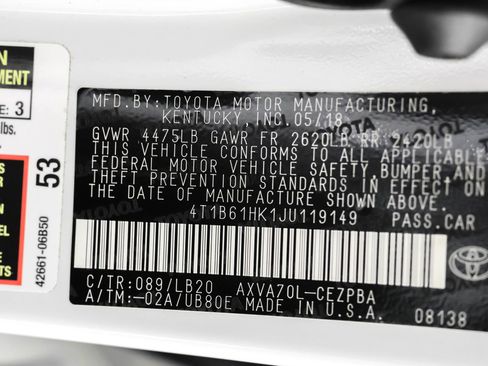 MFD.BY:TOYOTA MOTOR MANUFACTURING,
KENTUCKY, INC. 05/18
GVWR 4475LB GAWR FR 2620LB RR 2420LB
THIS VEHICLE CONFORMS TO ALL APPLICABLE
FEDERAL MOTOR VEHICLE SAFETY, BUMPER, AND
THEFT PREVENTION STANDARDS IN EFFECT ON
THE DATE OF MANUFACTURE SHOWN ABOVE.
4T1B61HK1JU119149 PASS.CAR
C/TR:089/LB20 AXVA70L-CEZPBA
A/TM:-02A/UB80E MADE IN U.S.A.
08138
TOYOTA
53
42661-06B50
E: 3
lbs.